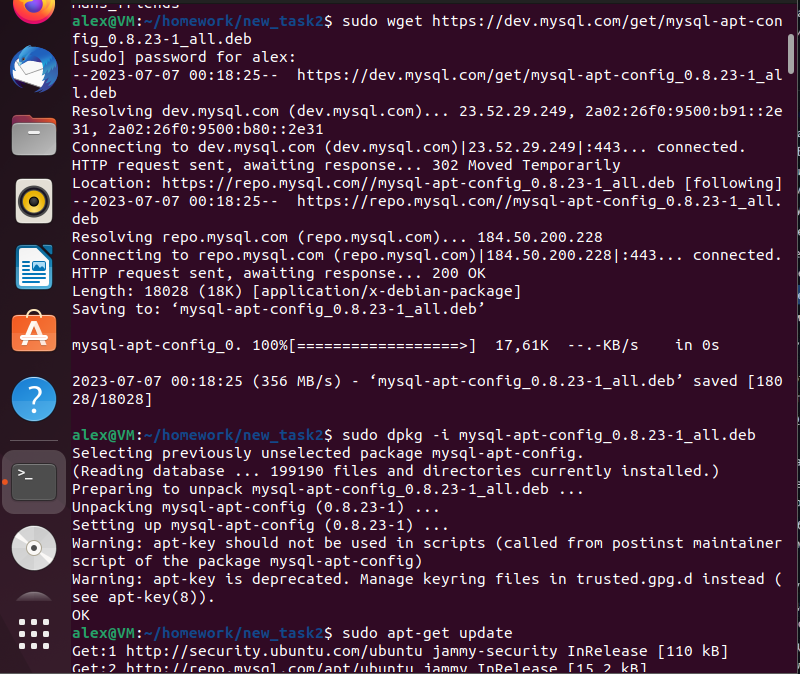 mans_friends
alex@VM:~/homework/new_task2$ sudo wget https://dev.mysql.com/get/mysql-apt-con
fig_0.8.23-1_all.deb
[sudo] password for alex:
--2023-07-07 00:18:25--  https://dev.mysql.com/get/mysql-apt-config_0.8.23-1_al
l.deb
Resolving dev.mysql.com (dev.mysql.com)... 23.52.29.249, 2a02:26f0:9500:b91::2e
31, 2a02:26f0:9500:b80::2e31
Connecting to dev.mysql.com (dev.mysql.com)|23.52.29.249|:443... connected.
HTTP request sent, awaiting response... 302 Moved Temporarily
Location: https://repo.mysql.com//mysql-apt-config_0.8.23-1_all.deb [following]
--2023-07-07 00:18:25--  https://repo.mysql.com//mysql-apt-config_0.8.23-1_all.
deb
Resolving repo.mysql.com (repo.mysql.com)... 184.50.200.228
Connecting to repo.mysql.com (repo.mysql.com)|184.50.200.228|:443... connected.
HTTP request sent, awaiting response... 200 OK
Length: 18028 (18K) [application/x-debian-package]
Saving to: ‘mysql-apt-config_0.8.23-1_all.deb’
mysql-apt-config_0. 100%[===================>]  17,61K  --.-KB/s    in 0s
2023-07-07 00:18:25 (356 MB/s) - ‘mysql-apt-config_0.8.23-1_all.deb’ saved [180
28/18028]
alex@VM:~/homework/new_task2$ sudo dpkg -i mysql-apt-config_0.8.23-1_all.deb
Selecting previously unselected package mysql-apt-config.
(Reading database ... 199190 files and directories currently installed.)
Preparing to unpack mysql-apt-config_0.8.23-1_all.deb ...
Unpacking mysql-apt-config (0.8.23-1) ...
Setting up mysql-apt-config (0.8.23-1) ...
Warning: apt-key should not be used in scripts (called from postinst maintainer
script of the package mysql-apt-config)
Warning: apt-key is deprecated. Manage keyring files in trusted.gpg.d instead (
see apt-key(8)).
OK
alex@VM:~/homework/new_task2$ sudo apt-get update
Get:1 http://security.ubuntu.com/ubuntu jammy-security InRelease [110 kB]
Get:2 http://repo.mysql.com/apt/ubuntu jammy InRelease [15,2 kB]